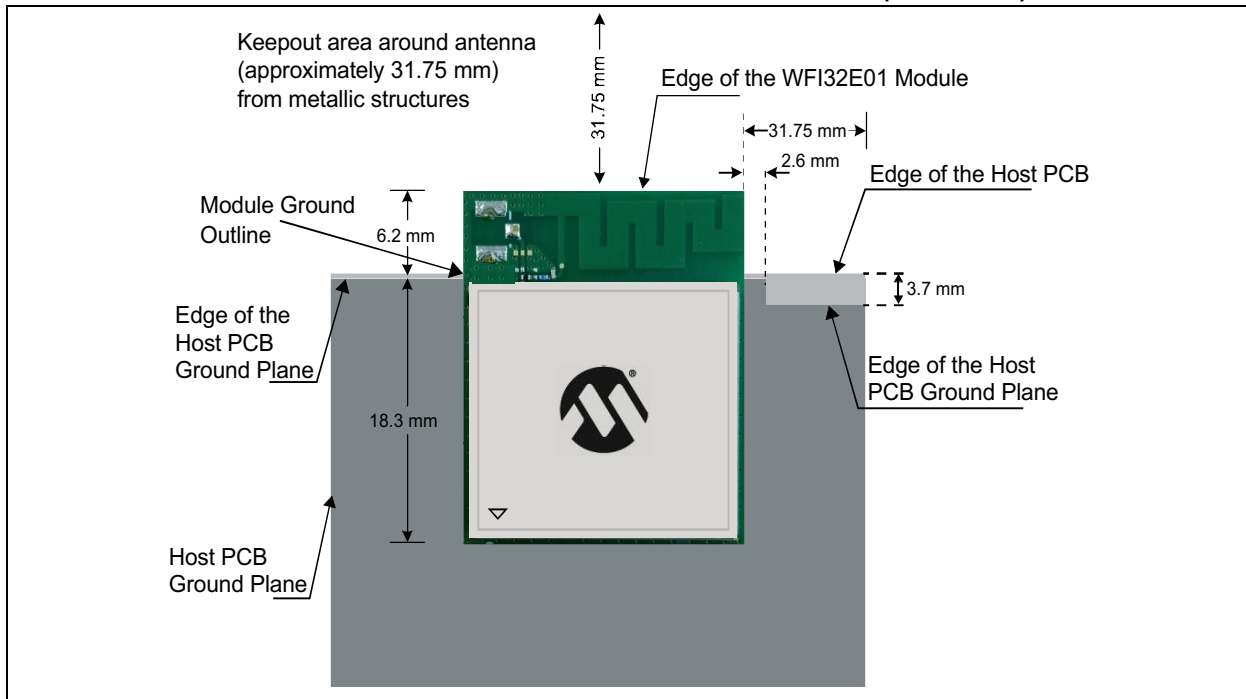 Keepout area around antenna
(approximately 31.75 mm)
from metallic structures
31.75 mm
Edge of the WFI32E01 Module
31.75 mm
2.6 mm
Edge of the Host PCB
Module Ground
Outline
6.2 mm
3.7 mm
Edge of the
Host PCB
Ground Plane
Edge of the Host
PCB Ground Plane
®
18.3 mm
Host PCB
Ground Plane